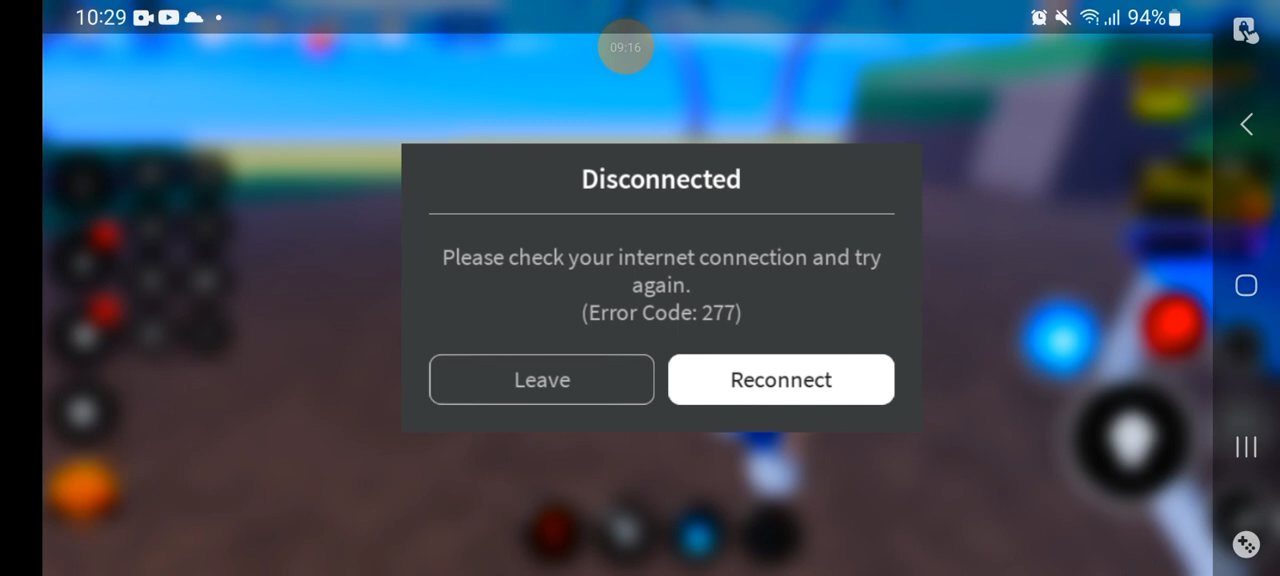 10:29
94%
09:16
Disconnected
Please check your internet connection and try
again.
(Error Code: 277)
Leave
Reconnect